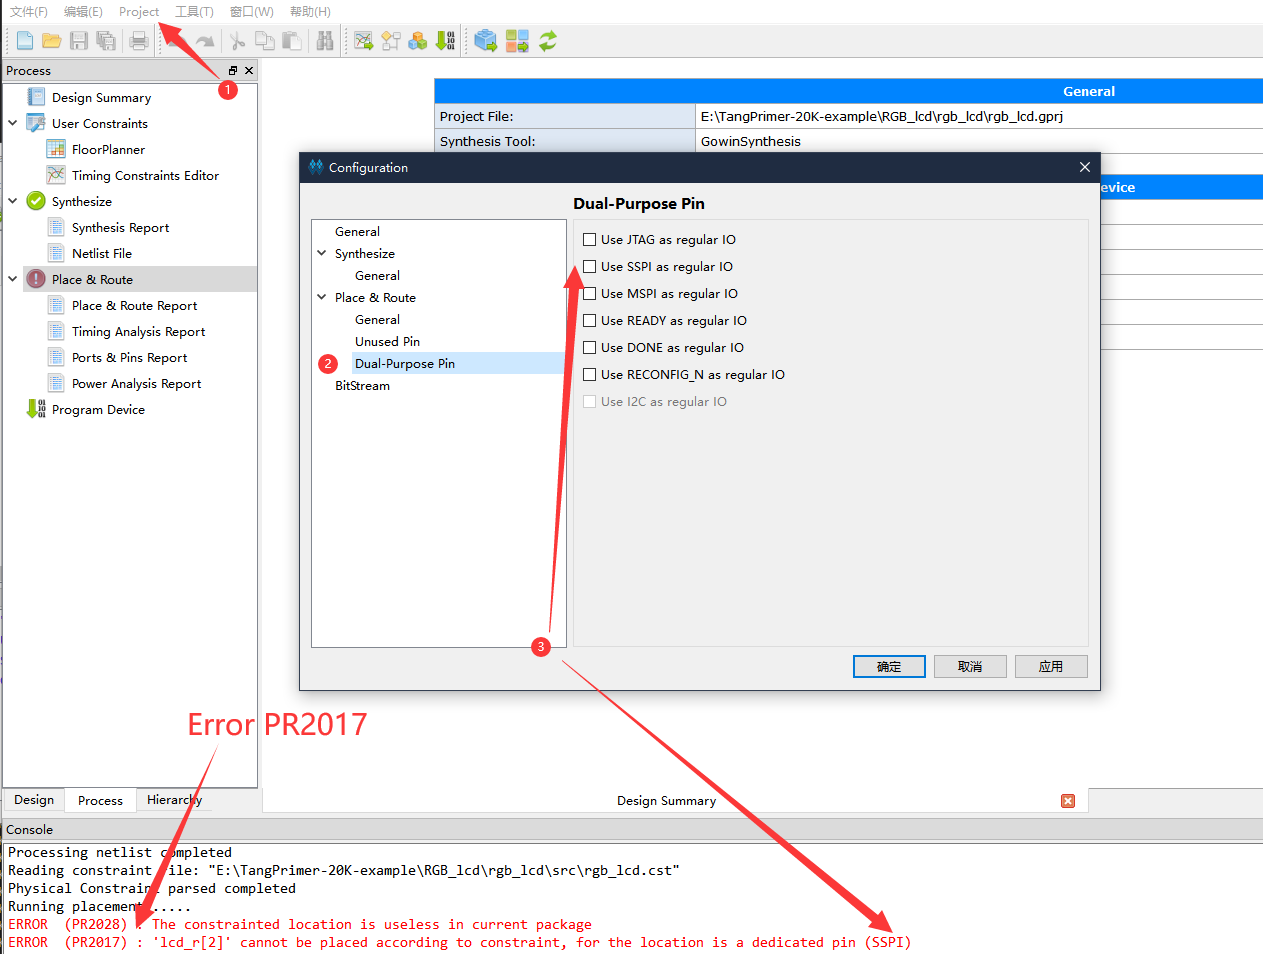 文件(F) 编辑(E) Project 工具(T) 窗口(W) 帮助(H)
Process
1
Design Summary
User Constraints
FloorPlanner
Timing Constraints Editor
Synthesize
Synthesis Report
Netlist File
Place & Route
Place & Route Report
Timing Analysis Report
Ports & Pins Report
Power Analysis Report
Program Device
General
Project File: E:\TangPrimer-20K-example\RGB_lcd\rgb_lcd\rgb_lcd.gprj
Synthesis Tool: GowinSynthesis
evice
Configuration
Dual-Purpose Pin
General
Synthesize
General
Place & Route
General
Unused Pin
2 Dual-Purpose Pin
BitStream
Use JTAG as regular IO
Use SSPI as regular IO
Use MSPI as regular IO
Use READY as regular IO
Use DONE as regular IO
Use RECONFIG_N as regular IO
Use I2C as regular IO
3
确定 取消 应用
Error PR2017
Design Process Hierarchy
Design Summary
Console
Processing netlist completed
Reading constraint file: "E:\TangPrimer-20K-example\RGB_lcd\rgb_lcd\src\rgb_lcd.cst"
Physical Constraint parsed completed
Running placement......
ERROR (PR2028) : The constrainted location is useless in current package
ERROR (PR2017) : 'lcd_r[2]' cannot be placed according to constraint, for the location is a dedicated pin (SSPI)